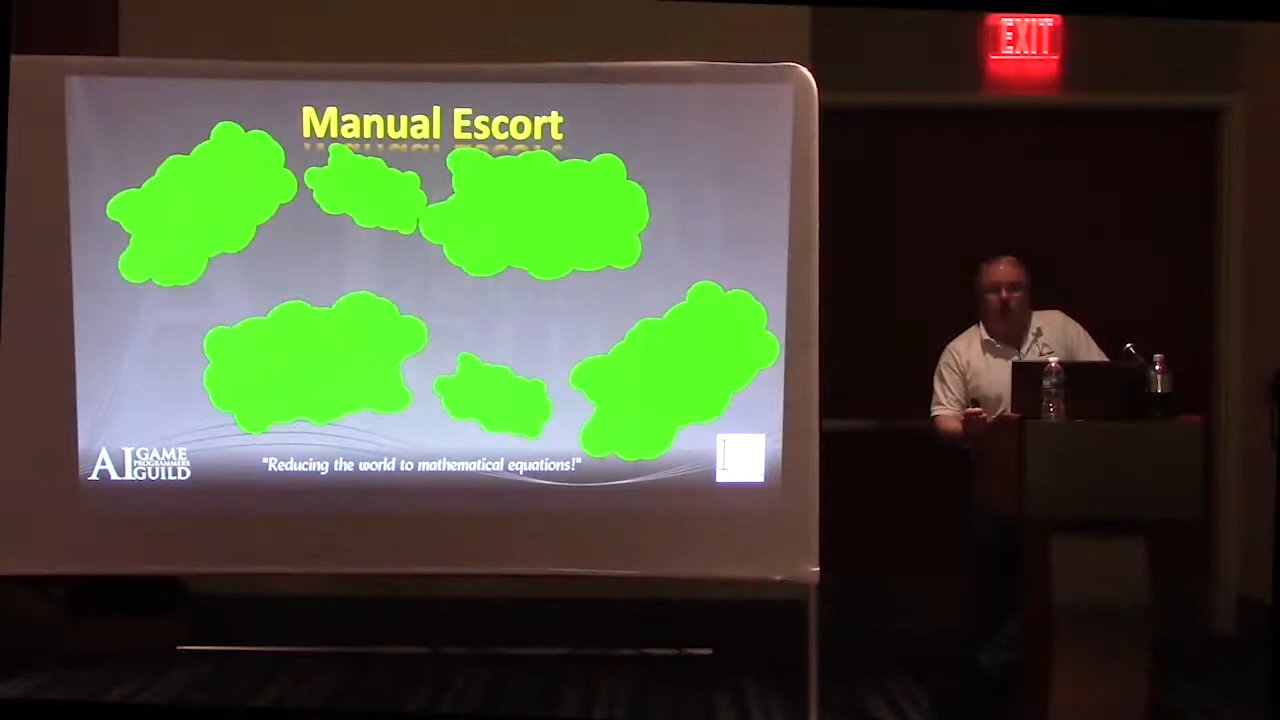 EXIT
Manual Escort
AI GAME
PROGRAMMERS
GUILD
"Reducing the world to mathematical equations!"